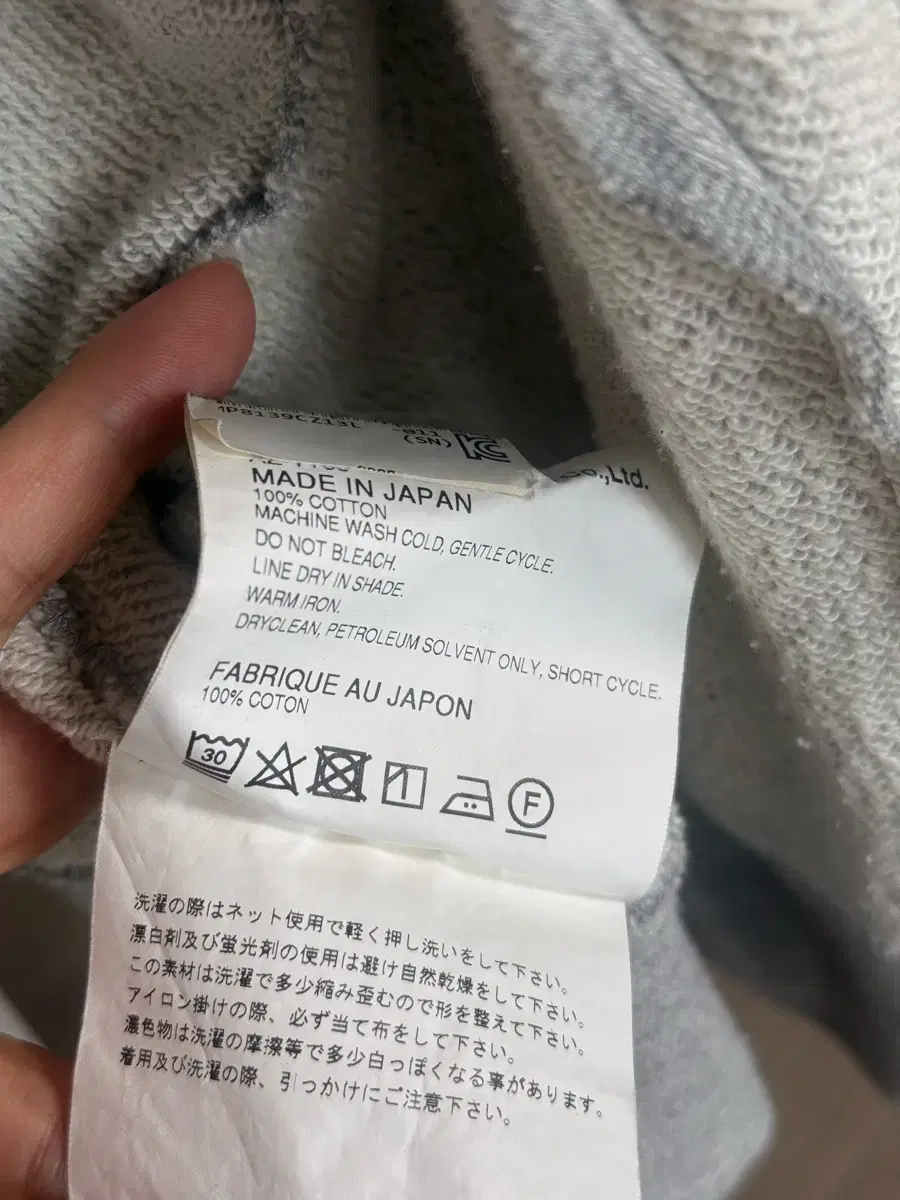 MP8139CZ13L -011
(SN)
Co.,Ltd.
MADE IN JAPAN
100% COTTON
MACHINE WASH COLD, GENTLE CYCLE.
DO NOT BLEACH.
LINE DRY IN SHADE.
WARM IRON.
DRYCLEAN, PETROLEUM SOLVENT ONLY, SHORT CYCLE.
FABRIQUE AU JAPON
100% COTON
30
F
洗濯の際はネット使用で軽く押し洗いをして下さい。
漂白剤及び蛍光剤の使用は避け自然乾燥をして下さい。
この素材は洗濯で多少縮み歪むので形を整えて下さい。
アイロン掛けの際、必ず当て布をして下さい。
濃色物は洗濯の摩擦等で多少白っぽくなる事があります。
着用及び洗濯の際、引っかけにご注意下さい。